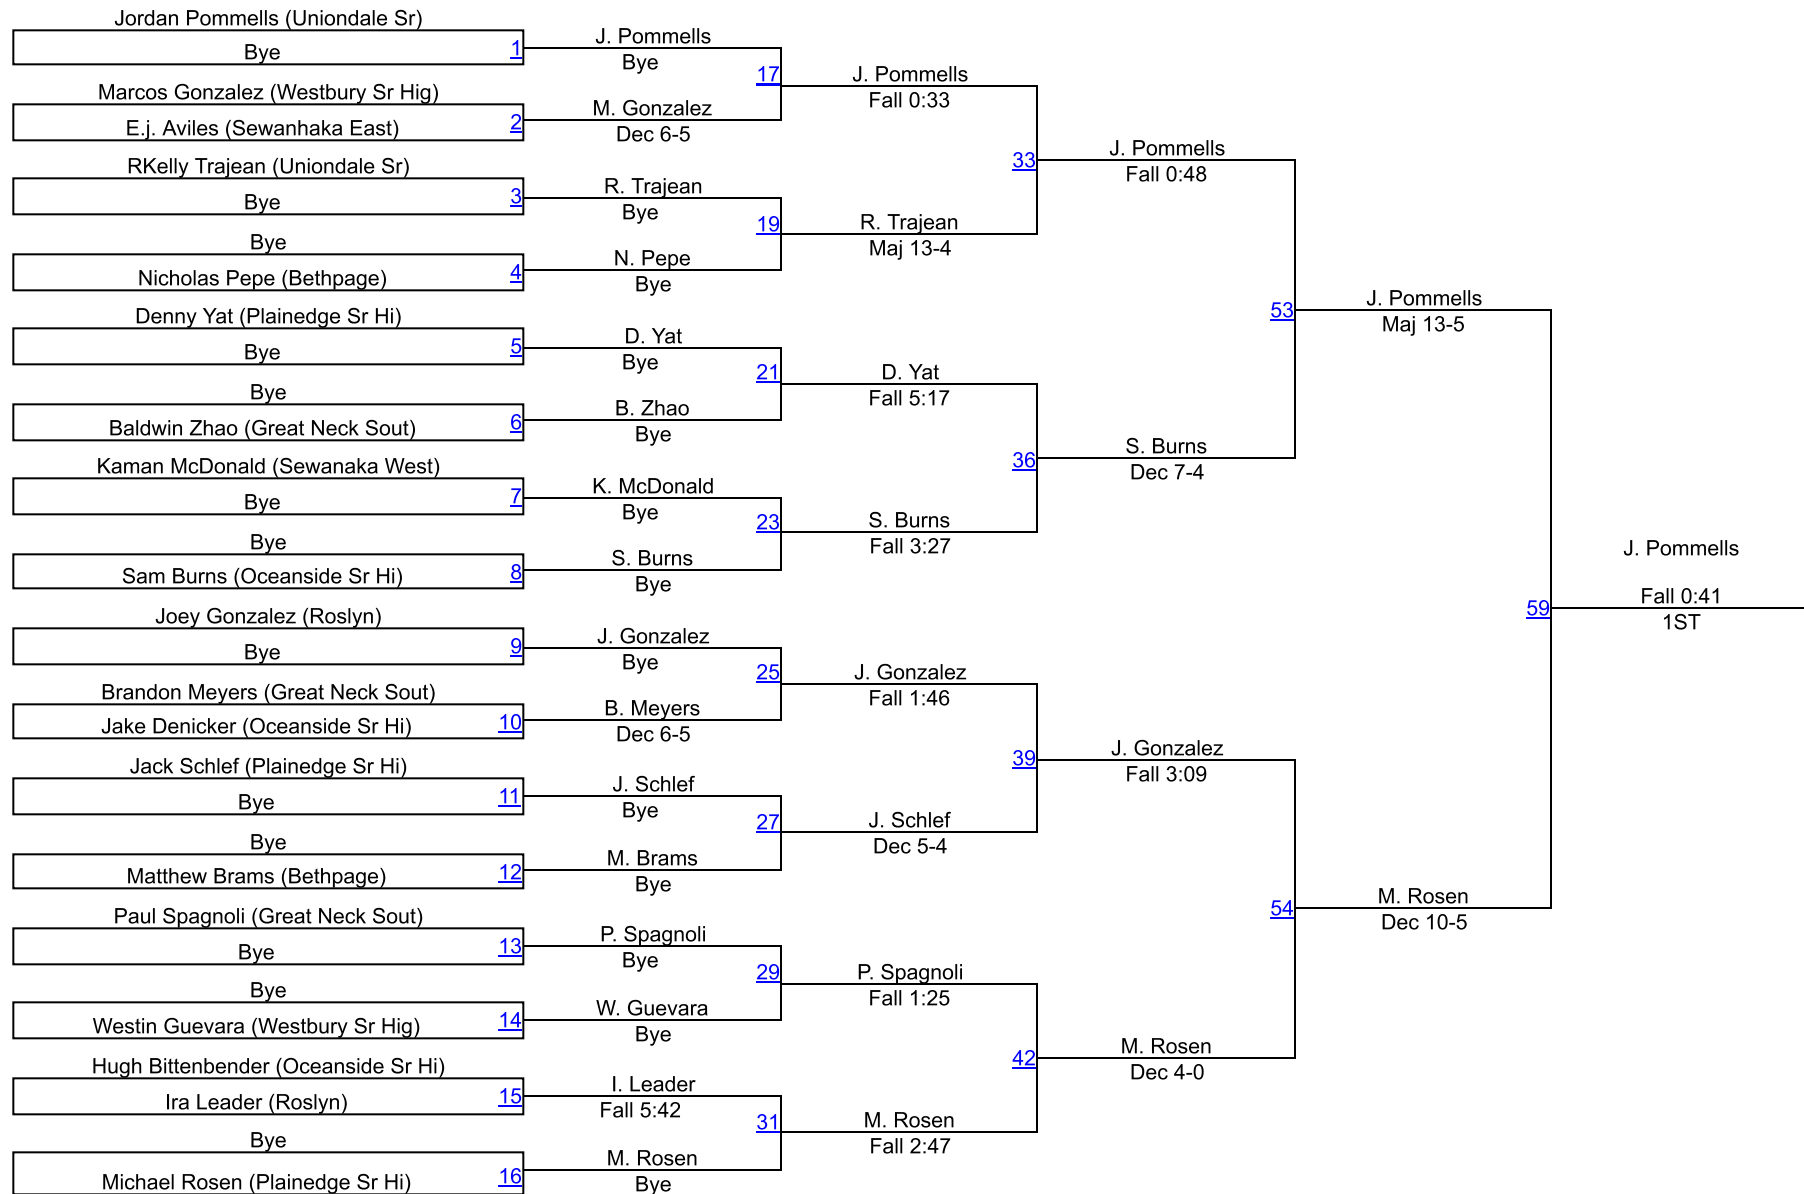 Jordan Pommells (Uniondale Sr)
Bye 1
Marcos Gonzalez (Westbury Sr Hig)
E.j. Aviles (Sewanhaka East) 2
RKelly Trajean (Uniondale Sr)
Bye 3
Bye
Nicholas Pepe (Bethpage) 4
Denny Yat (Plainedge Sr Hi)
Bye 5
Bye
Baldwin Zhao (Great Neck Sout) 6
Kaman McDonald (Sewanaka West)
Bye 7
Bye
Sam Burns (Oceanside Sr Hi) 8
Joey Gonzalez (Roslyn)
Bye 9
Brandon Meyers (Great Neck Sout)
Jake Denicker (Oceanside Sr Hi) 10
Jack Schlef (Plainedge Sr Hi)
Bye 11
Bye
Matthew Brams (Bethpage) 12
Paul Spagnoli (Great Neck Sout)
Bye 13
Bye
Westin Guevara (Westbury Sr Hig) 14
Hugh Bittenbender (Oceanside Sr Hi)
Ira Leader (Roslyn) 15
Bye
Michael Rosen (Plainedge Sr Hi) 16
J. Pommells
Bye
17
M. Gonzalez
Dec 6-5
R. Trajean
Bye
19
N. Pepe
Bye
D. Yat
Bye
21
B. Zhao
Bye
K. McDonald
Bye
23
S. Burns
Bye
J. Gonzalez
Bye
25
B. Meyers
Dec 6-5
J. Schlef
Bye
27
M. Brams
Bye
P. Spagnoli
Bye
29
W. Guevara
Bye
I. Leader
Fall 5:42
31
M. Rosen
Bye
J. Pommells
Fall 0:33
33
R. Trajean
Maj 13-4
D. Yat
Fall 5:17
36
S. Burns
Fall 3:27
J. Gonzalez
Fall 1:46
39
J. Schlef
Dec 5-4
P. Spagnoli
Fall 1:25
42
M. Rosen
Fall 2:47
J. Pommells
Fall 0:48
53
S. Burns
Dec 7-4
J. Gonzalez
Fall 3:09
54
M. Rosen
Dec 4-0
J. Pommells
Maj 13-5
59
M. Rosen
Dec 10-5
J. Pommells
Fall 0:41
1ST